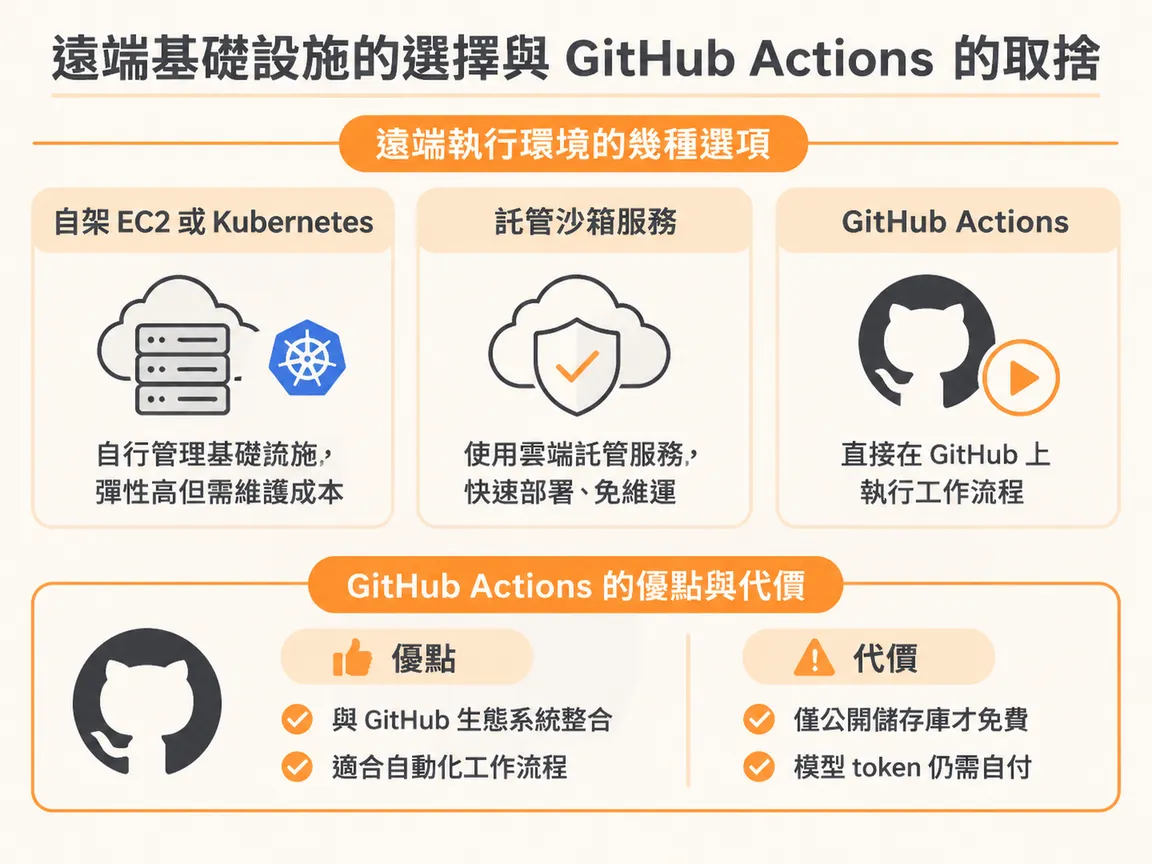 遠端基礎設施的選擇與 GitHub Actions 的取捨
遠端執行環境的幾種選項
自架 EC2 或 Kubernetes
自行管理基礎流施,,
彈性高但需維護成本
託管沙箱服務
使用雲端託管服務,,
快速部署、免維運
GitHub Actions
直接在 GitHub 上
執行工作流程
GitHub Actions 的優點與代價
優點
與 GitHub 生態系統整合
適合自動化工作流程
代價
僅公開儲存庫才免費
模型 token 仍需自付